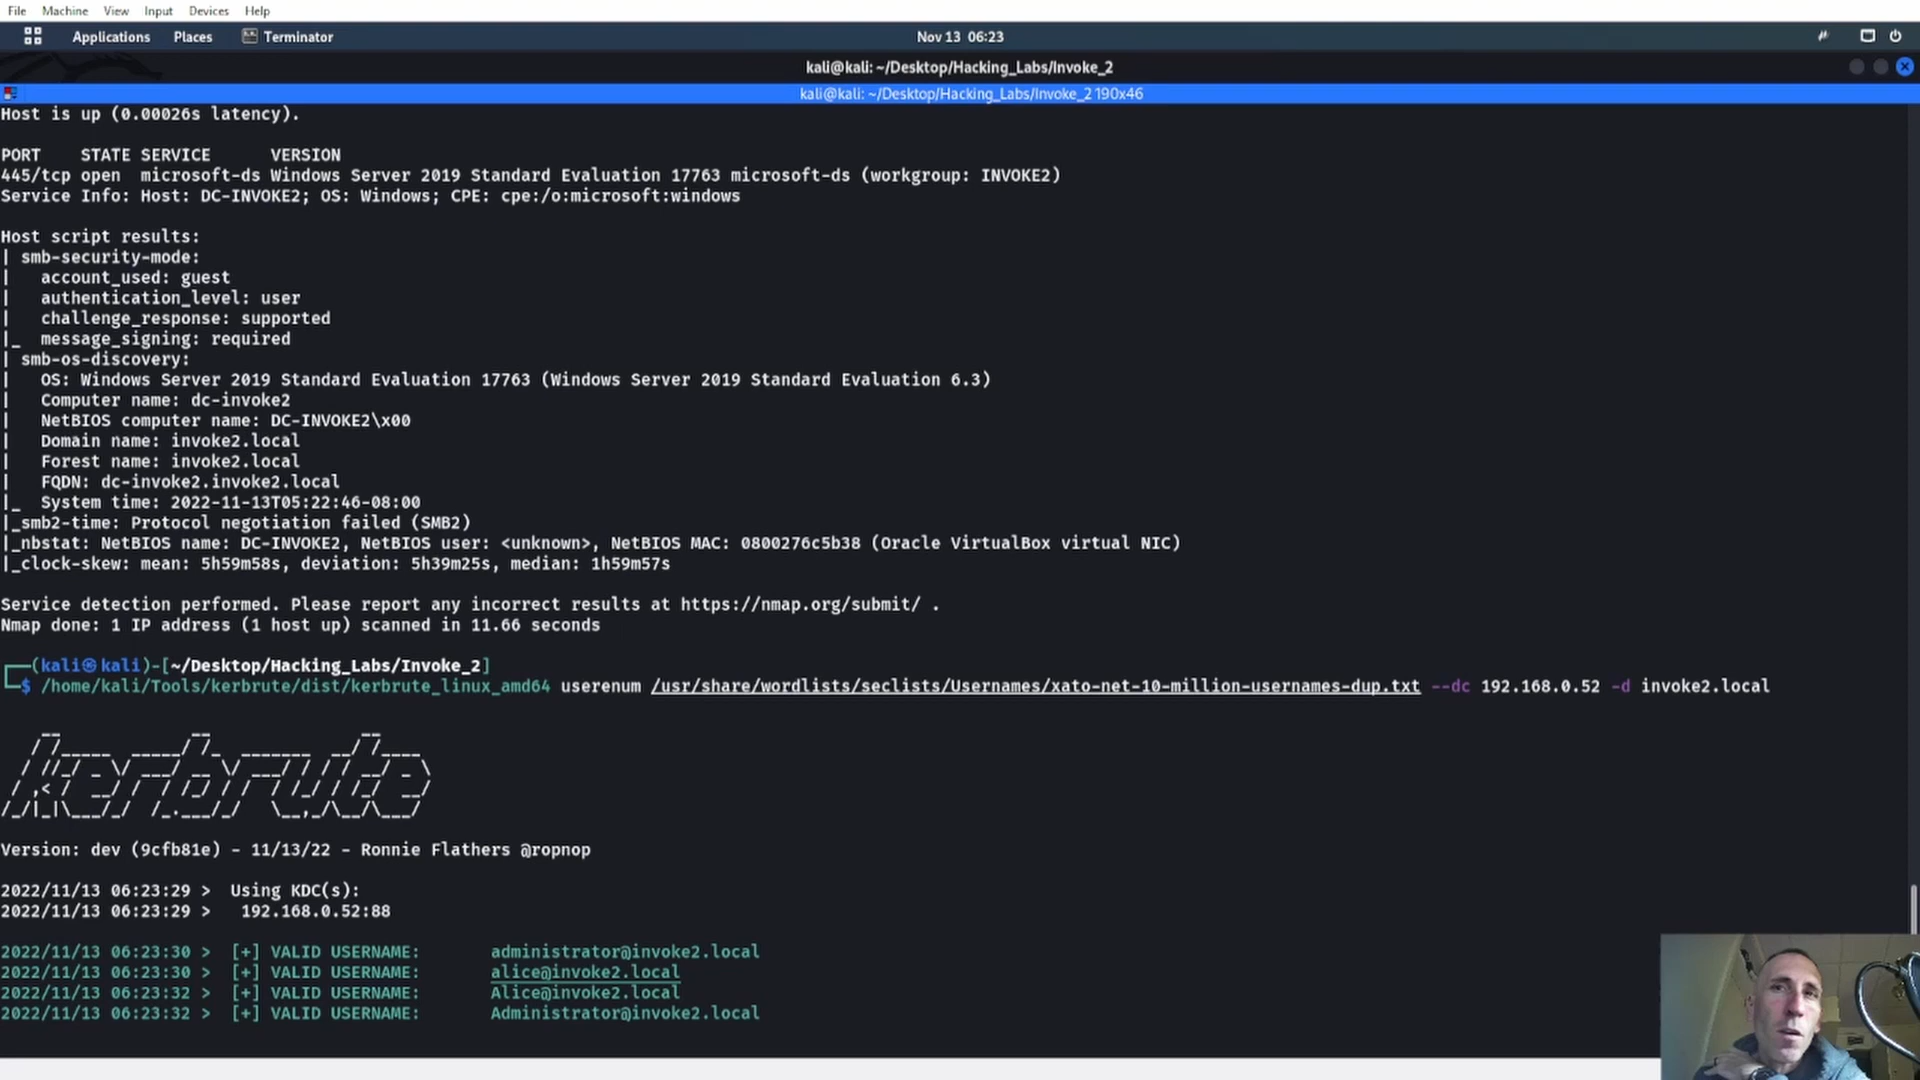 File Machine View Input Devices Help
Applications Places Terminator Nov 13 06:23
kali@kali: ~/Desktop/Hacking_Labs/Invoke_2
kali@kali: ~/Desktop/Hacking_Labs/Invoke_2 190x46
Host is up (0.00026s latency).
PORT    STATE SERVICE      VERSION
445/tcp open  microsoft-ds Windows Server 2019 Standard Evaluation 17763 microsoft-ds (workgroup: INVOKE2)
Service Info: Host: DC-INVOKE2; OS: Windows; CPE: cpe:/o:microsoft:windows
Host script results:
| smb-security-mode:
|   account_used: guest
|   authentication_level: user
|   challenge_response: supported
|_  message_signing: required
| smb-os-discovery:
|   OS: Windows Server 2019 Standard Evaluation 17763 (Windows Server 2019 Standard Evaluation 6.3)
|   Computer name: dc-invoke2
|   NetBIOS computer name: DC-INVOKE2\x00
|   Domain name: invoke2.local
|   Forest name: invoke2.local
|   FQDN: dc-invoke2.invoke2.local
|_  System time: 2022-11-13T05:22:46-08:00
|_smb2-time: Protocol negotiation failed (SMB2)
|_nbstat: NetBIOS name: DC-INVOKE2, NetBIOS user: <unknown>, NetBIOS MAC: 0800276c5b38 (Oracle VirtualBox virtual NIC)
|_clock-skew: mean: 5h59m58s, deviation: 5h39m25s, median: 1h59m57s
Service detection performed. Please report any incorrect results at https://nmap.org/submit/ .
Nmap done: 1 IP address (1 host up) scanned in 11.66 seconds
┌──(kali㉿kali)-[~/Desktop/Hacking_Labs/Invoke_2]
└─$ /home/kali/Tools/kerbrute/dist/kerbrute_linux_amd64 userenum /usr/share/wordlists/seclists/Usernames/xato-net-10-million-usernames-dup.txt --dc 192.168.0.52 -d invoke2.local
kerbrute
Version: dev (9cfb81e) - 11/13/22 - Ronnie Flathers @ropnop
2022/11/13 06:23:29 >  Using KDC(s):
2022/11/13 06:23:29 >   192.168.0.52:88
2022/11/13 06:23:30 >  [+] VALID USERNAME:       administrator@invoke2.local
2022/11/13 06:23:30 >  [+] VALID USERNAME:       alice@invoke2.local
2022/11/13 06:23:32 >  [+] VALID USERNAME:       Alice@invoke2.local
2022/11/13 06:23:32 >  [+] VALID USERNAME:       Administrator@invoke2.local